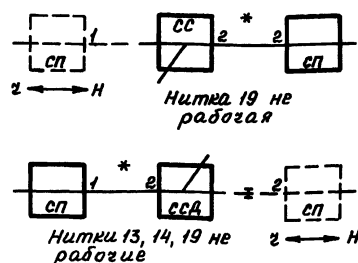 СС *
1 2 2
СП СП
Ч Н
Нитка 19 не
рабочая
*
1 2 2
СП ССД СП
Нитки 13, 14, 19 не
рабочие
Ч Н